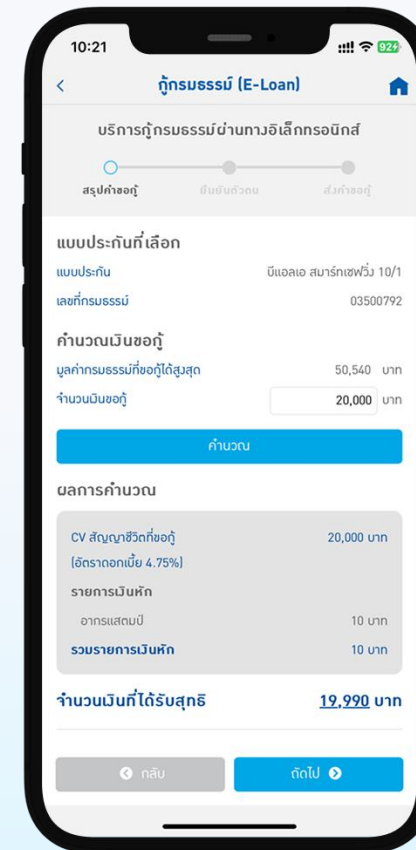 10:21
92
กู้กรมธรรม์ (E-Loan)
บริการกู้กรมธรรม์ผ่านทางอิเล็กทรอนิกส์
สรุปคำขอกู้ ยืนยันตัวตน ส่งคำขอกู้
แบบประกันที่เลือก
แบบประกัน บีแอลเอ สมาร์ทเซฟวิ่ง 10/1
เลขที่กรมธรรม์ 03500792
คำนวณเงินขอกู้
มูลค่ากรมธรรม์ที่ขอกู้ได้สูงสุด 50,540 บาท
จำนวนเงินขอกู้ 20,000 บาท
คำนวณ
ผลการคำนวณ
CV สัญญาชีวิตที่ขอกู้ 20,000 บาท
(อัตราดอกเบี้ย 4.75%)
รายการเงินหัก
อากรแสตมป์ 10 บาท
รวมรายการเงินหัก 10 บาท
จำนวนเงินที่ได้รับสุทธิ 19,990 บาท
กลับ ถัดไป